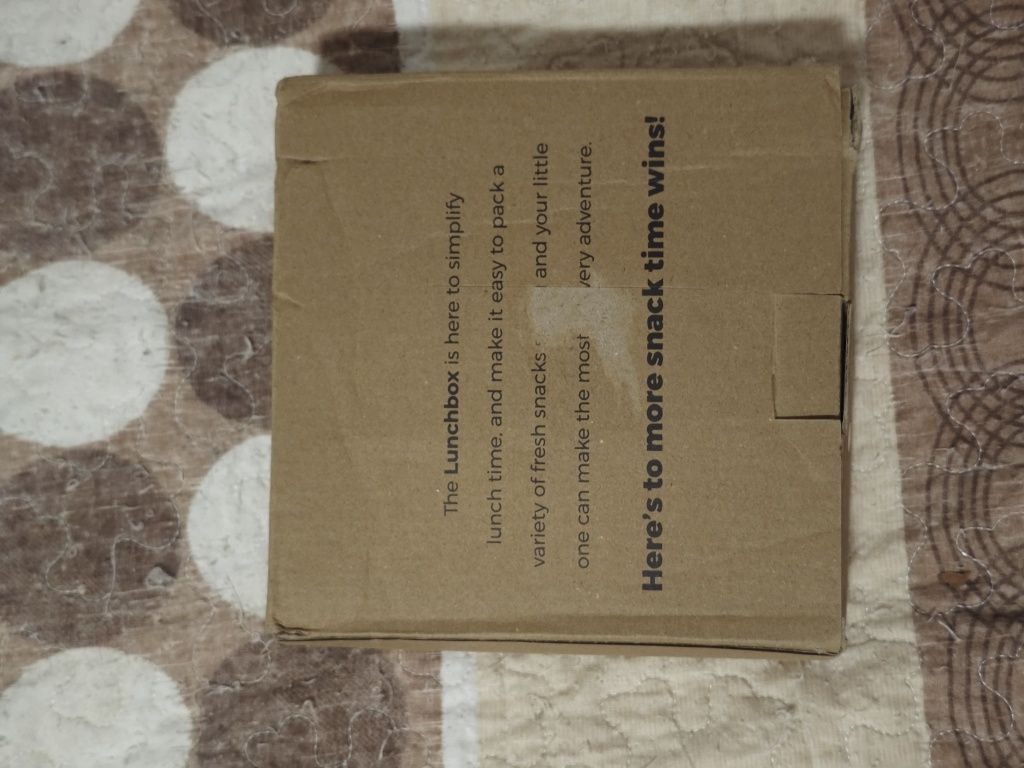 The Lunchbox is here to simplify
lunch time. and make it easy to pack a
variety of fresh snacks and your little
one can make the most very adventure.
Here's to more snack time wins!